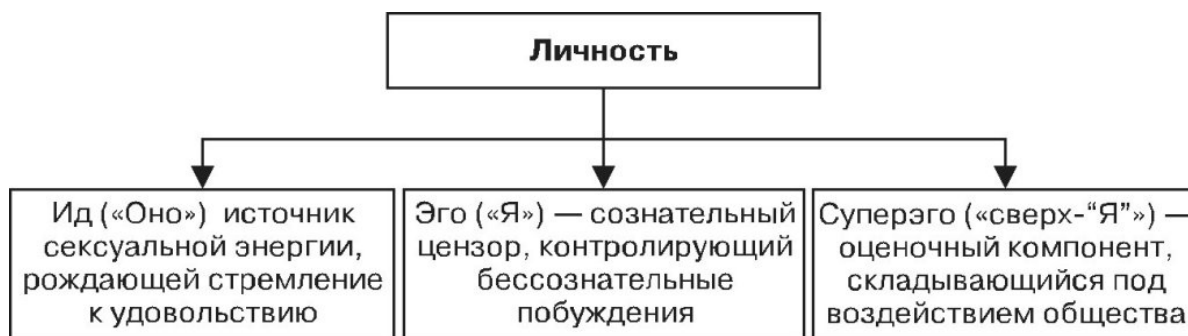 Личность
Ид («Оно») источник
сексуальной энергии,
рождающей стремление
к удовольствию
Эго («Я») — сознательный
цензор, контролирующий
бессознательные
побуждения
Суперэго («сверх-“Я”») —
оценочный компонент,
складывающийся под
воздействием общества